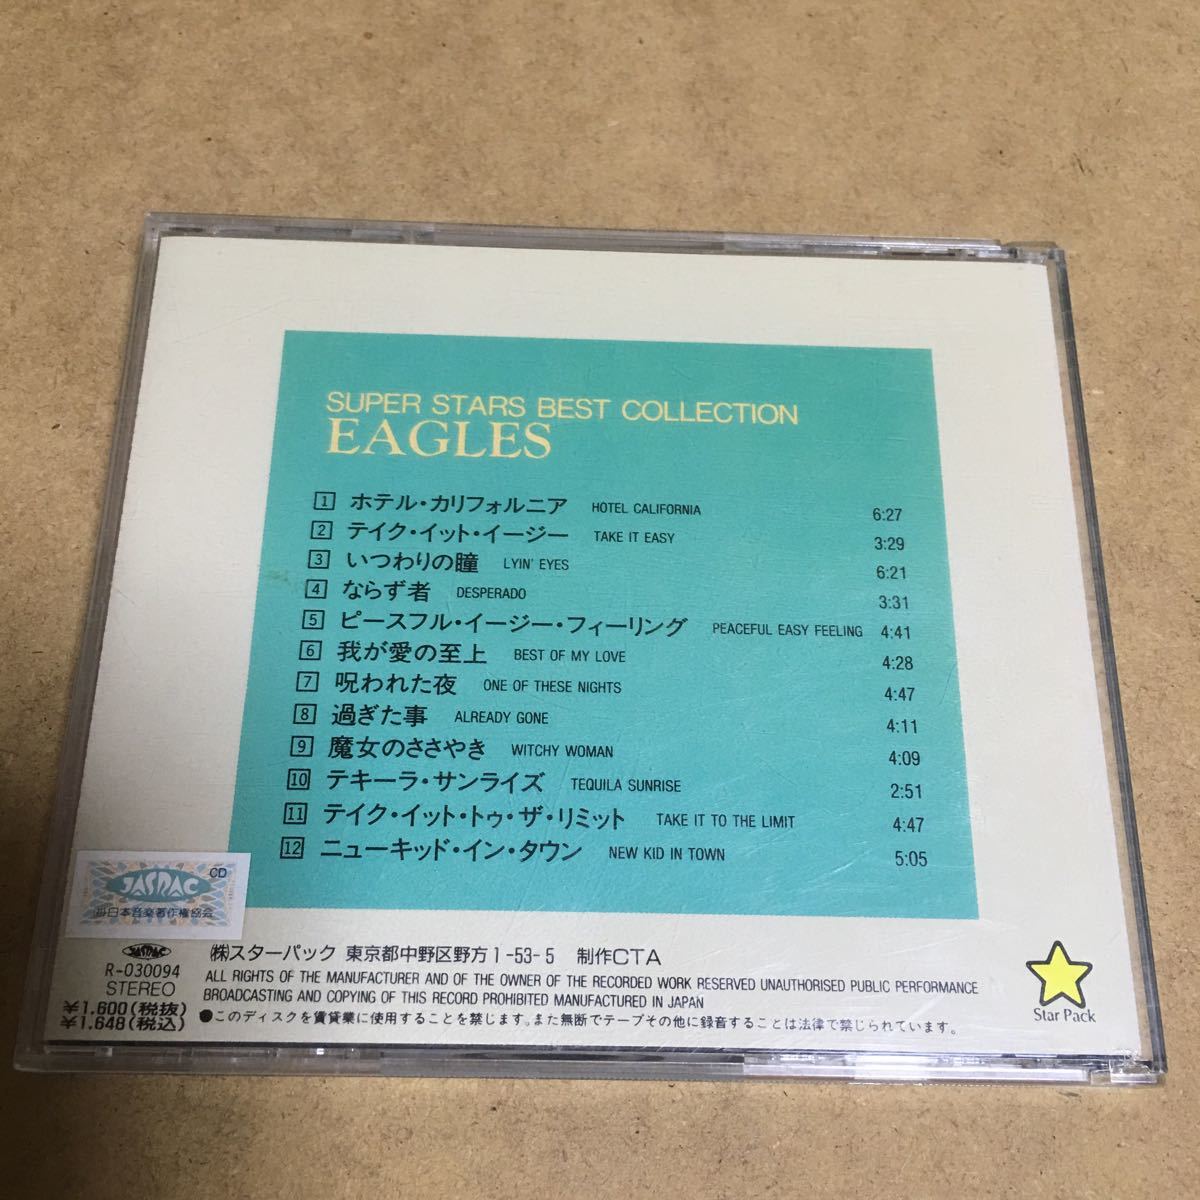 SUPER STARS BEST COLLECTION
EAGLES
1 ホテル・カリフォルニア HOTEL CALIFORNIA 6:27
2 テイク・イット・イージー TAKE IT EASY 3:29
3 いつわりの瞳 LYIN' EYES 6:21
4 ならず者 DESPERADO 3:31
5 ピースフル・イージー・フィーリング PEACEFUL EASY FEELING 4:41
6 我が愛の至上 BEST OF MY LOVE 4:28
7 呪われた夜 ONE OF THESE NIGHTS 4:47
8 過ぎた事 ALREADY GONE 4:11
9 魔女のささやき WITCHY WOMAN 4:09
10 テキーラ・サンライズ TEQUILA SUNRISE 2:51
11 テイク・イット・トゥ・ザ・リミット TAKE IT TO THE LIMIT 4:47
12 ニューキッド・イン・タウン NEW KID IN TOWN 5:05
CD
JASRAC
㈳日本音楽著作権協会
JASRAC
R-030094
STEREO
¥1,600(税抜)
¥1,648(税込)
㈱スターパック 東京都中野区野方1-53-5 制作CTA
ALL RIGHTS OF THE MANUFACTURER AND OF THE OWNER OF THE RECORDED WORK RESERVED UNAUTHORISED PUBLIC PERFORMANCE
BROADCASTING AND COPYING OF THIS RECORD PROHIBITED MANUFACTURED IN JAPAN
●このディスクを賃貸業に使用することを禁じます。また無断でテープその他に録音することは法律で禁じられています。
Star Pack